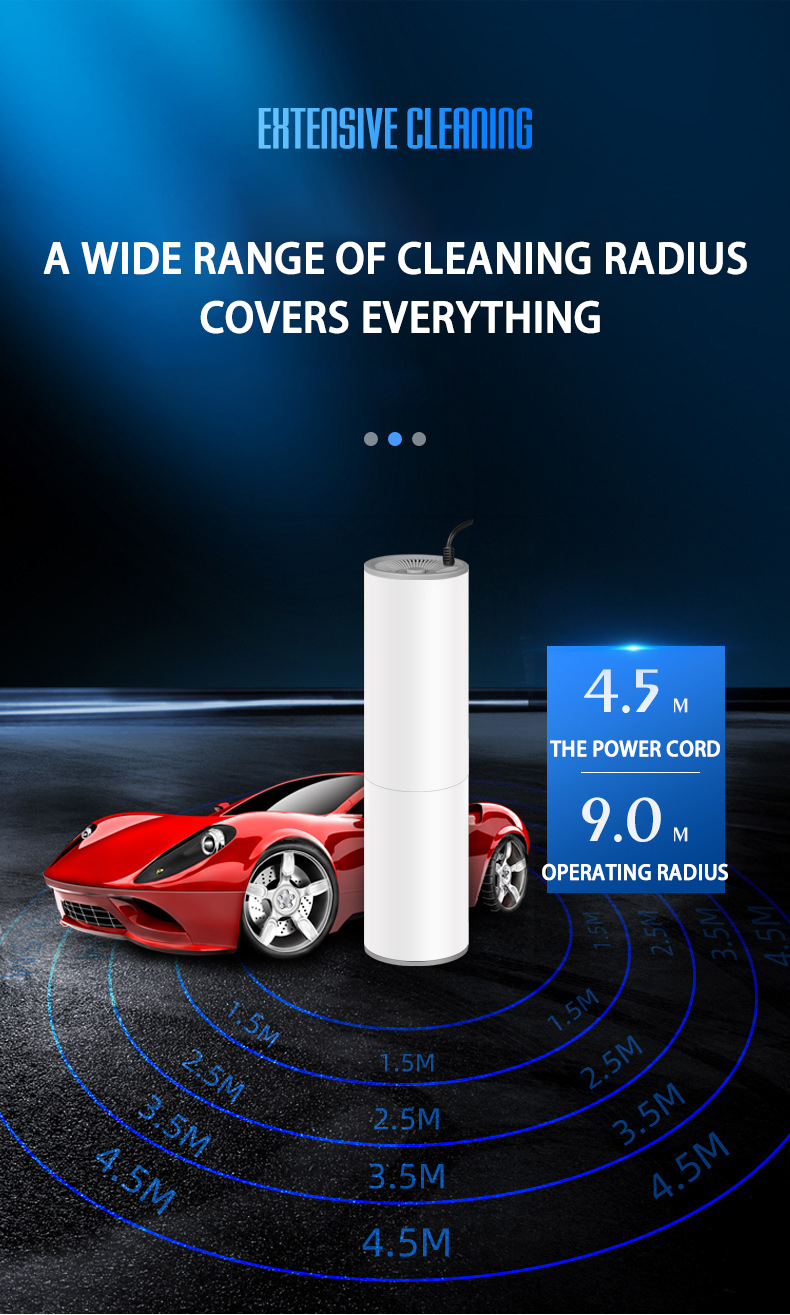 EXTENSIVE CLEANING
A WIDE RANGE OF CLEANING RADIUS
COVERS EVERYTHING
4.5 M
THE POWER CORD
9.0 M
OPERATING RADIUS
1.5M 2.5M 3.5M 4.5M
1.5M 1.5M 1.5M
2.5M 2.5M 2.5M
3.5M 3.5M 3.5M
4.5M 4.5M 4.5M